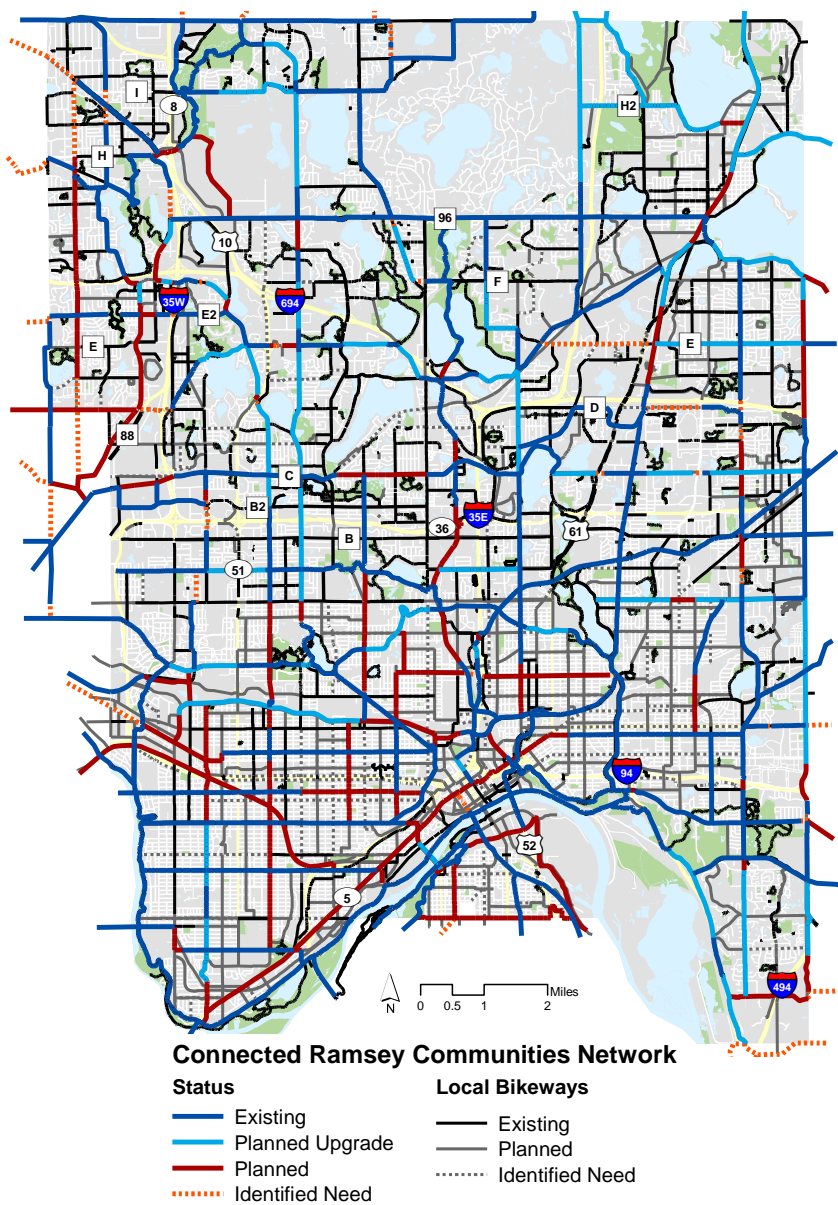 I
8
H2
H
96
10
F
35W
694
E2
E
E
D
88
C
B2
35E
36
61
B
51
94
52
5
494
N
0 0.5 1 2 Miles
Connected Ramsey Communities Network
Status
Existing
Planned Upgrade
Planned
Identified Need
Local Bikeways
Existing
Planned
Identified Need